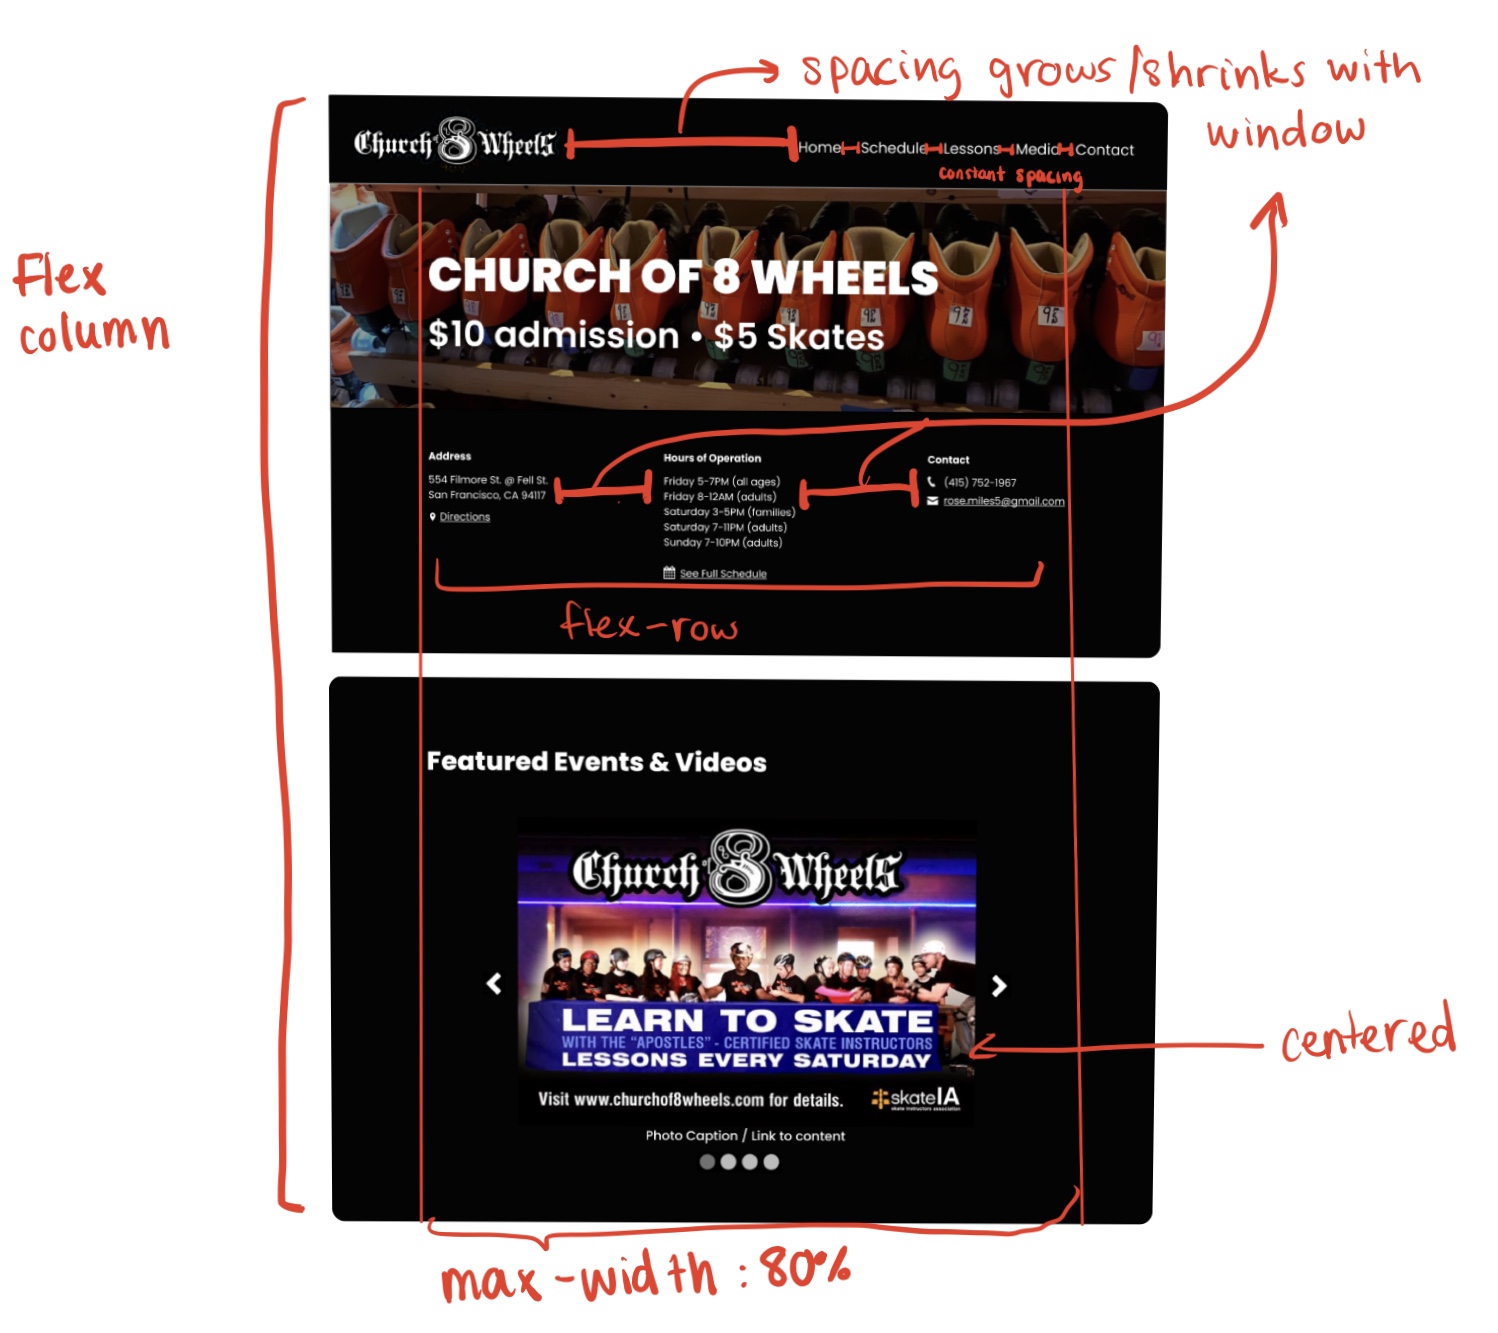 spacing grows/shrinks with
window
Church of 8 Wheels
Home Schedule Lessons Media Contact
constant spacing
Flex
column
CHURCH OF 8 WHEELS
$10 admission • $5 Skates
Address
554 Filmore St. @ Fell St.
San Francisco, CA 94117
Directions
Hours of Operation
Friday 5-7PM (all ages)
Friday 8-12AM (adults)
Saturday 3-5PM (families)
Saturday 7-11PM (adults)
Sunday 7-10PM (adults)
See Full Schedule
Contact
(415) 752-1967
rose.miles5@gmail.com
flex-row
Featured Events & Videos
Church of 8 Wheels
LEARN TO SKATE
WITH THE "APOSTLES" - CERTIFIED SKATE INSTRUCTORS
LESSONS EVERY SATURDAY
Visit www.churchof8wheels.com for details.
skateIA
skate instructors association
centered
Photo Caption / Link to content
max-width: 80%